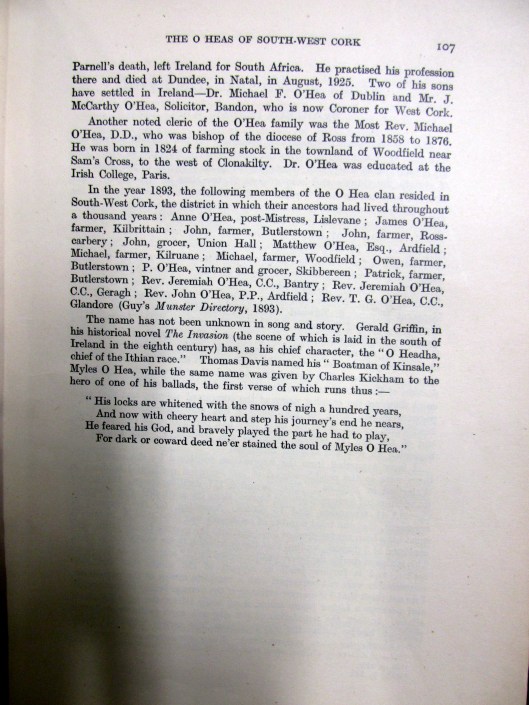 THE O HEAS OF SOUTH-WEST CORK
107
Parnell's death, left Ireland for South Africa. He practised his profession
there and died at Dundee, in Natal, in August, 1925. Two of his sons
have settled in Ireland—Dr. Michael F. O'Hea of Dublin and Mr. J.
McCarthy O'Hea, Solicitor, Bandon, who is now Coroner for West Cork.
Another noted cleric of the O'Hea family was the Most Rev. Michael
O'Hea, D.D., who was bishop of the diocese of Ross from 1858 to 1876.
He was born in 1824 of farming stock in the townland of Woodfield near
Sam's Cross, to the west of Clonakilty. Dr. O'Hea was educated at the
Irish College, Paris.
In the year 1893, the following members of the O Hea clan resided in
South-West Cork, the district in which their ancestors had lived throughout
a thousand years: Anne O'Hea, post-Mistress, Lislevane; James O'Hea,
farmer, Kilbrittain; John, farmer, Butlerstown; John, farmer, Ross-
carbery; John, grocer, Union Hall; Matthew O'Hea, Esq., Ardfield;
Michael, farmer, Kilruane; Michael, farmer, Woodfield; Owen, farmer,
Butlerstown; P. O'Hea, vintner and grocer, Skibbereen; Patrick, farmer,
Butlerstown; Rev. Jeremiah O'Hea, C.C., Bantry; Rev. Jeremiah O'Hea,
C.C., Geragh; Rev. John O'Hea, P.P., Ardfield; Rev. T. G. O'Hea, C.C.,
Glandore (Guy's Munster Directory, 1893).
The name has not been unknown in song and story. Gerald Griffin, in
his historical novel The Invasion (the scene of which is laid in the south of
Ireland in the eighth century) has, as his chief character, the "O Headha,
chief of the Ithian race." Thomas Davis named his "Boatman of Kinsale,"
Myles O Hea, while the same name was given by Charles Kickham to the
hero of one of his ballads, the first verse of which runs thus:—
"His locks are whitened with the snows of nigh a hundred years,
And now with cheery heart and step his journey's end he nears,
He feared his God, and bravely played the part he had to play,
For dark or coward deed ne'er stained the soul of Myles O Hea."